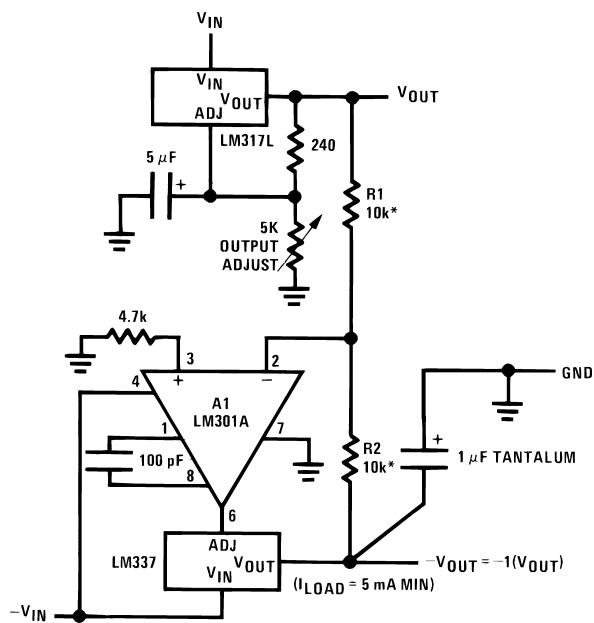 VIN
VIN
VOUT
ADJ
VOUT
LM317L
240
5 μF
+
R1
10k*
5K
OUTPUT
ADJUST
4.7k
3
2
+
−
4
A1
LM301A
1
7
100 pF
8
6
GND
+
1 μF TANTALUM
R2
10k*
LM337
ADJ
VOUT
VIN
−VOUT = −1(VOUT)
(ILOAD = 5 mA MIN)
−VIN